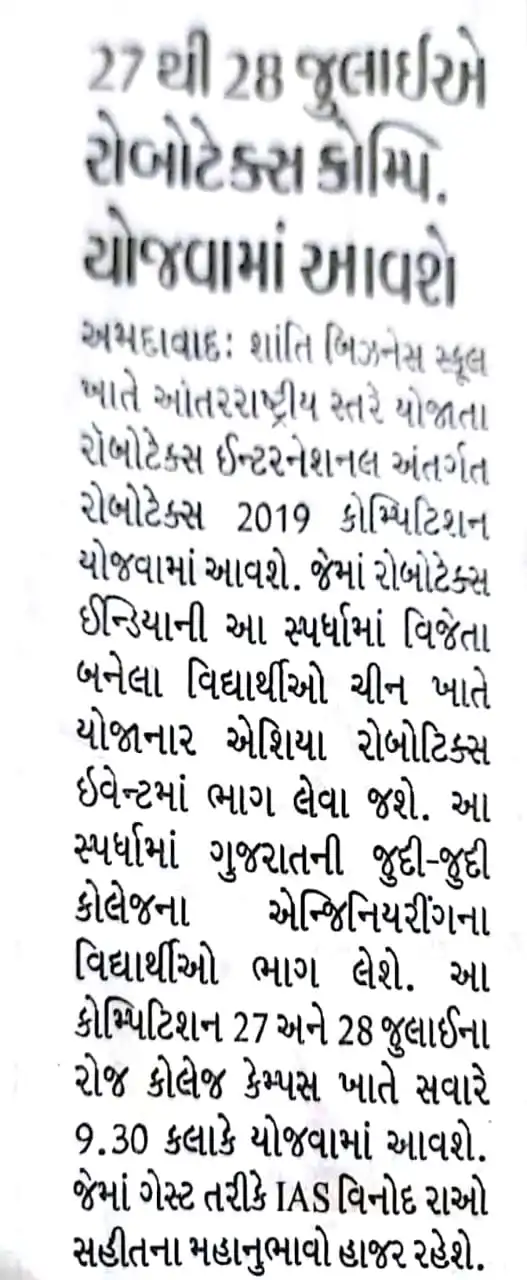 27 થી 28 જુલાઈએ
રોબોટેક્સ કોમ્પિ.
યોજવામાં આવશે
અમદાવાદ: શાંતિ બિઝનેસ સ્કૂલ
ખાતે આંતરરાષ્ટ્રીય સ્તરે યોજાતા
રૉબોટેક્સ ઈન્ટરનેશનલ અંતર્ગત
રોબોટેક્સ 2019 કોમ્પિટિશન
યોજવામાં આવશે. જેમાં રોબોટેક્સ
ઈન્ડિયાની આ સ્પર્ધામાં વિજેતા
બનેલા વિદ્યાર્થીઓ ચીન ખાતે
યોજાનાર એશિયા રોબોટિક્સ
ઇવેન્ટમાં ભાગ લેવા જશે. આ
સ્પર્ધામાં ગુજરાતની જુદી-જુદી
કોલેજના એન્જિનિયરીંગના
વિદ્યાર્થીઓ ભાગ લેશે. આ
કોમ્પિટિશન 27 અને 28 જુલાઈના
રોજ કોલેજ કેમ્પસ ખાતે સવારે
9.30 કલાકે યોજવામાં આવશે.
જેમાં ગેસ્ટ તરીકે IAS વિનોદ રાઓ
સહીતના મહાનુભાવો હાજર રહેશે.